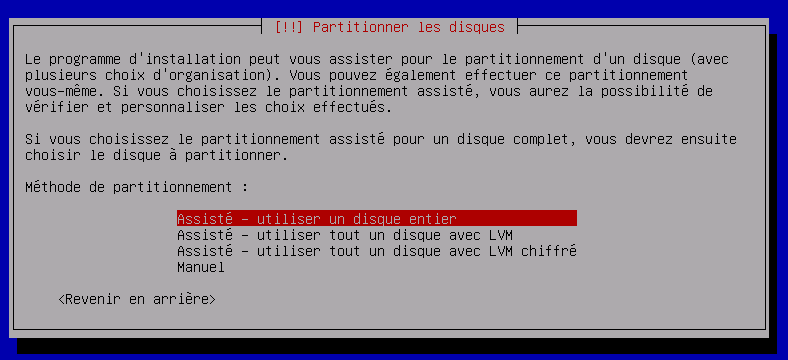 [!!] Partitionner les disques
Le programme d'installation peut vous assister pour le partitionnement d'un disque (avec
plusieurs choix d'organisation). Vous pouvez également effectuer ce partitionnement
vous-même. Si vous choisissez le partitionnement assisté, vous aurez la possibilité de
vérifier et personnaliser les choix effectués.
Si vous choisissez le partitionnement assisté pour un disque complet, vous devrez ensuite
choisir le disque à partitionner.
Méthode de partitionnement :
Assisté - utiliser un disque entier
Assisté - utiliser tout un disque avec LVM
Assisté - utiliser tout un disque avec LVM chiffré
Manuel
<Revenir en arrière>